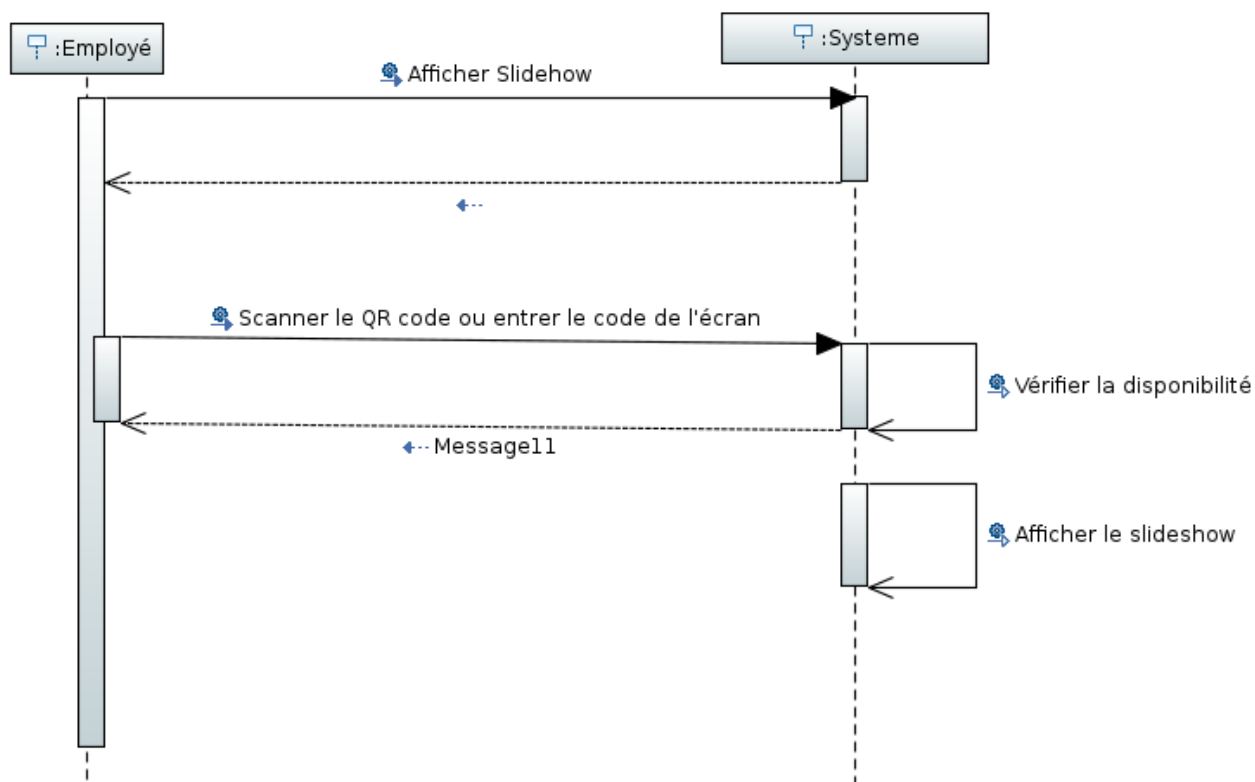 :Employé
:Systeme
Afficher Slidehow
Scanner le QR code ou entrer le code de l'écran
Vérifier la disponibilité
Message11
Afficher le slideshow